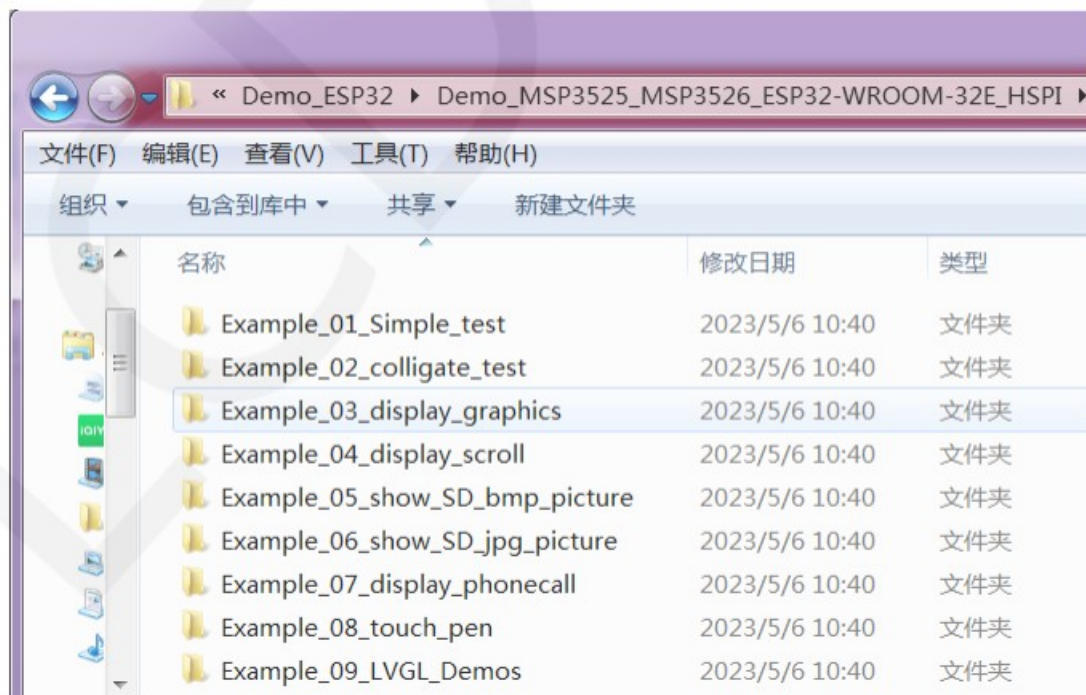 « Demo_ESP32 ▸ Demo_MSP3525_MSP3526_ESP32-WROOM-32E_HSPI ▸
文件(F) 编辑(E) 查看(V) 工具(T) 帮助(H)
组织 ▾ 包含到库中 ▾ 共享 ▾ 新建文件夹
名称 修改日期 类型
Example_01_Simple_test 2023/5/6 10:40 文件夹
Example_02_colligate_test 2023/5/6 10:40 文件夹
Example_03_display_graphics 2023/5/6 10:40 文件夹
Example_04_display_scroll 2023/5/6 10:40 文件夹
Example_05_show_SD_bmp_picture 2023/5/6 10:40 文件夹
Example_06_show_SD_jpg_picture 2023/5/6 10:40 文件夹
Example_07_display_phonecall 2023/5/6 10:40 文件夹
Example_08_touch_pen 2023/5/6 10:40 文件夹
Example_09_LVGL_Demos 2023/5/6 10:40 文件夹